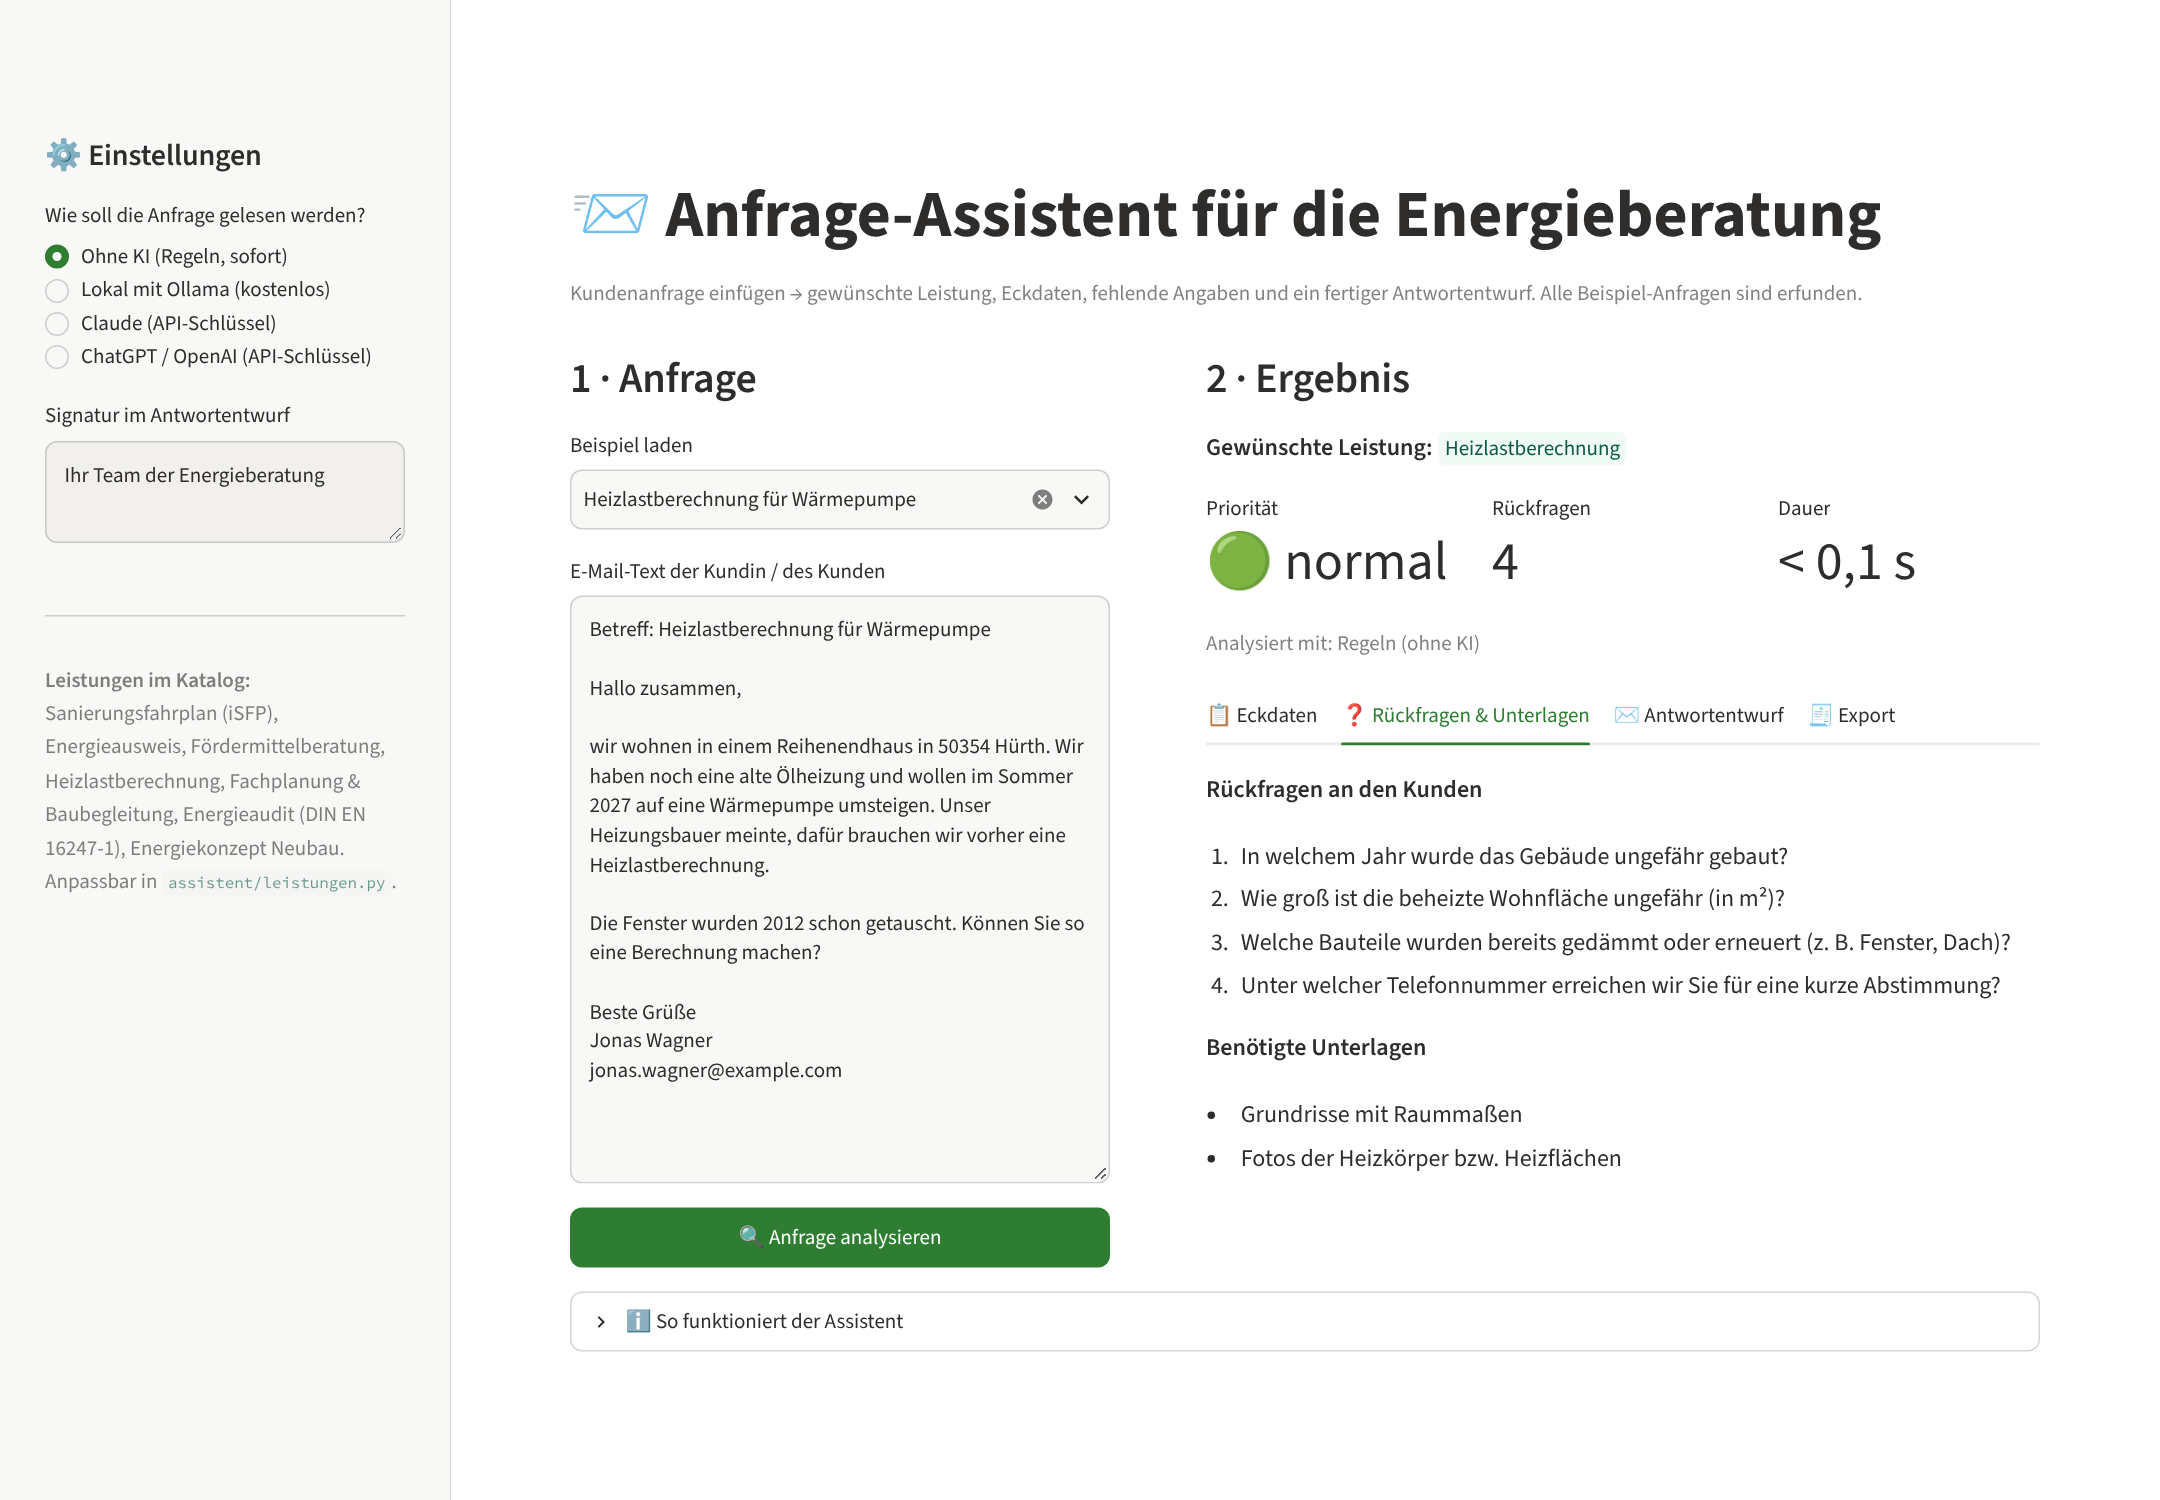 ⚙️ Einstellungen
Wie soll die Anfrage gelesen werden?
Ohne KI (Regeln, sofort)
Lokal mit Ollama (kostenlos)
Claude (API-Schlüssel)
ChatGPT / OpenAI (API-Schlüssel)
Signatur im Antwortentwurf
Ihr Team der Energieberatung
Leistungen im Katalog:
Sanierungsfahrplan (iSFP),
Energieausweis, Fördermittelberatung,
Heizlastberechnung, Fachplanung &
Baubegleitung, Energieaudit (DIN EN
16247-1), Energiekonzept Neubau.
Anpassbar in assistent/leistungen.py .
📨 Anfrage-Assistent für die Energieberatung
Kundenanfrage einfügen → gewünschte Leistung, Eckdaten, fehlende Angaben und ein fertiger Antwortentwurf. Alle Beispiel-Anfragen sind erfunden.
1 · Anfrage
Beispiel laden
Heizlastberechnung für Wärmepumpe
E-Mail-Text der Kundin / des Kunden
Betreff: Heizlastberechnung für Wärmepumpe
Hallo zusammen,
wir wohnen in einem Reihenendhaus in 50354 Hürth. Wir
haben noch eine alte Ölheizung und wollen im Sommer
2027 auf eine Wärmepumpe umsteigen. Unser
Heizungsbauer meinte, dafür brauchen wir vorher eine
Heizlastberechnung.
Die Fenster wurden 2012 schon getauscht. Können Sie so
eine Berechnung machen?
Beste Grüße
Jonas Wagner
jonas.wagner@example.com
🔍 Anfrage analysieren
2 · Ergebnis
Gewünschte Leistung: Heizlastberechnung
Priorität
🟢 normal
Rückfragen
4
Dauer
< 0,1 s
Analysiert mit: Regeln (ohne KI)
📋 Eckdaten ❓ Rückfragen & Unterlagen ✉️ Antwortentwurf 🧾 Export
Rückfragen an den Kunden
1. In welchem Jahr wurde das Gebäude ungefähr gebaut?
2. Wie groß ist die beheizte Wohnfläche ungefähr (in m²)?
3. Welche Bauteile wurden bereits gedämmt oder erneuert (z. B. Fenster, Dach)?
4. Unter welcher Telefonnummer erreichen wir Sie für eine kurze Abstimmung?
Benötigte Unterlagen
• Grundrisse mit Raummaßen
• Fotos der Heizkörper bzw. Heizflächen
ℹ️ So funktioniert der Assistent